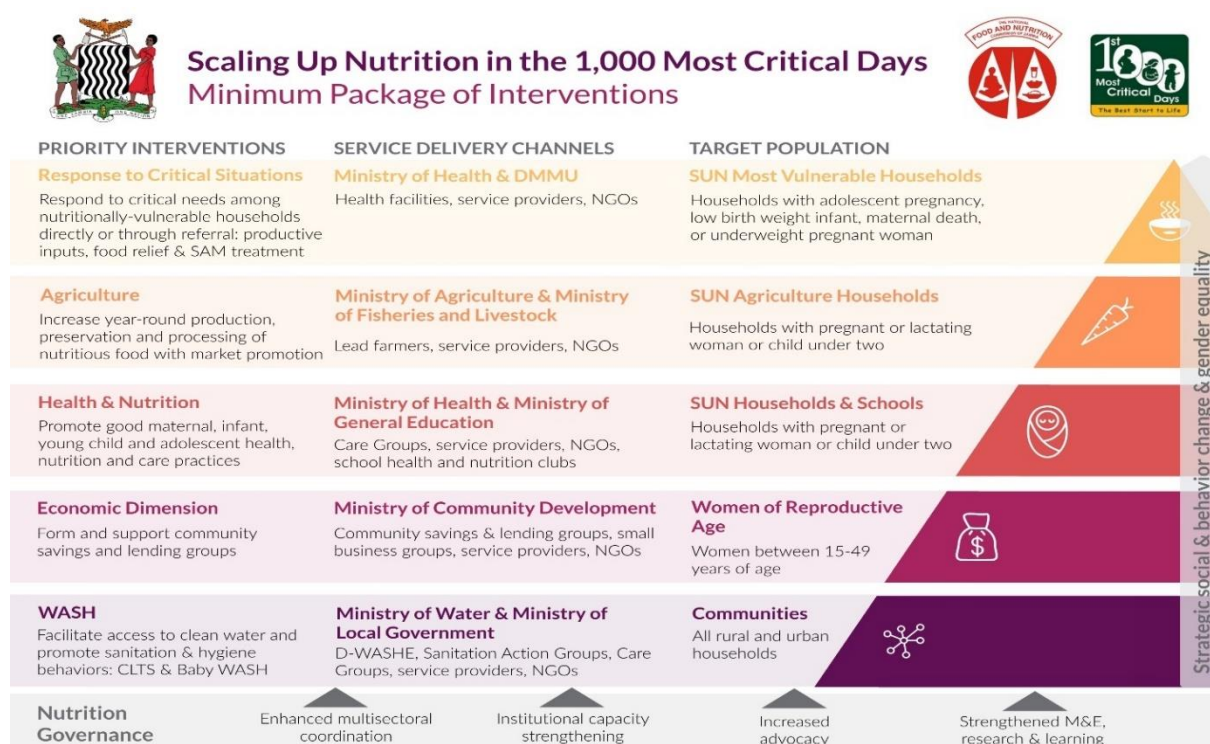 Scaling Up Nutrition in the 1,000 Most Critical Days
Minimum Package of Interventions
THE NATIONAL
FOOD AND NUTRITION
COMMISSION OF ZAMBIA
1st
1000
Most
Critical
Days
The Best Start to Life
PRIORITY INTERVENTIONS
SERVICE DELIVERY CHANNELS
TARGET POPULATION
Response to Critical Situations
Respond to critical needs among
nutritionally-vulnerable households
directly or through referral: productive
inputs, food relief & SAM treatment
Ministry of Health & DMMU
Health facilities, service providers, NGOs
SUN Most Vulnerable Households
Households with adolescent pregnancy,
low birth weight infant, maternal death,
or underweight pregnant woman
Agriculture
Increase year-round production,
preservation and processing of
nutritious food with market promotion
Ministry of Agriculture & Ministry
of Fisheries and Livestock
Lead farmers, service providers, NGOs
SUN Agriculture Households
Households with pregnant or lactating
woman or child under two
Health & Nutrition
Promote good maternal, infant,
young child and adolescent health,
nutrition and care practices
Ministry of Health & Ministry of
General Education
Care Groups, service providers, NGOs,
school health and nutrition clubs
SUN Households & Schools
Households with pregnant or
lactating woman or child under two
Economic Dimension
Form and support community
savings and lending groups
Ministry of Community Development
Community savings & lending groups, small
business groups, service providers, NGOs
Women of Reproductive
Age
Women between 15-49
years of age
$
WASH
Facilitate access to clean water and
promote sanitation & hygiene
behaviors: CLTS & Baby WASH
Ministry of Water & Ministry of
Local Government
D-WASHE, Sanitation Action Groups, Care
Groups, service providers, NGOs
Communities
All rural and urban
households
Strategic social & behavior change & gender equality
Nutrition
Governance
Enhanced multisectoral
coordination
Institutional capacity
strengthening
Increased
advocacy
Strengthened M&E,
research & learning